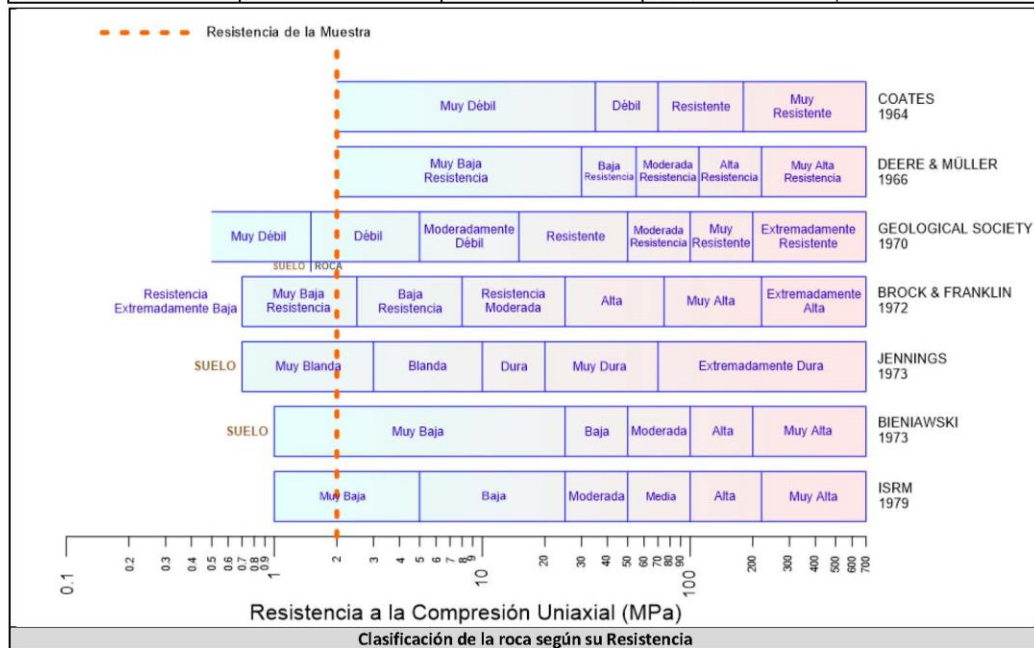 Resistencia de la Muestra
Muy Dèbil
Dèbil
Resistente
Muy
Resistente
COATES
1964
Muy Baja
Resistencia
Baja
Resistencia
Moderada
Resistencia
Alta
Resistencia
Muy Alta
Resistencia
DEERE & MÜLLER
1966
Muy Dèbil
Dèbil
Moderadamente
Dèbil
Resistente
Moderada
Resistencia
Muy
Resistente
Extremadamente
Resistente
GEOLOGICAL SOCIETY
1970
SUELO
ROCA
Resistencia
Extremadamente Baja
Muy Baja
Resistencia
Baja
Resistencia
Resistencia
Moderada
Alta
Muy Alta
Extremadamente
Alta
BROCK & FRANKLIN
1972
SUELO
Muy Blanda
Blanda
Dura
Muy Dura
Extremadamente Dura
JENNINGS
1973
SUELO
Muy Baja
Baja
Moderada
Alta
Muy Alta
BIENIAWSKI
1973
Muy Baja
Baja
Moderada
Media
Alta
Muy Alta
ISRM
1979
0.1 0.2 0.3 0.4 0.5 0.6 0.7 0.8 0.9 1 2 3 4 5 6 7 8 9 10 20 30 40 50 60 70 80 90 100 200 300 400 500 600 700
Resistencia a la Compresión Uniaxial (MPa)
Clasificación de la roca según su Resistencia